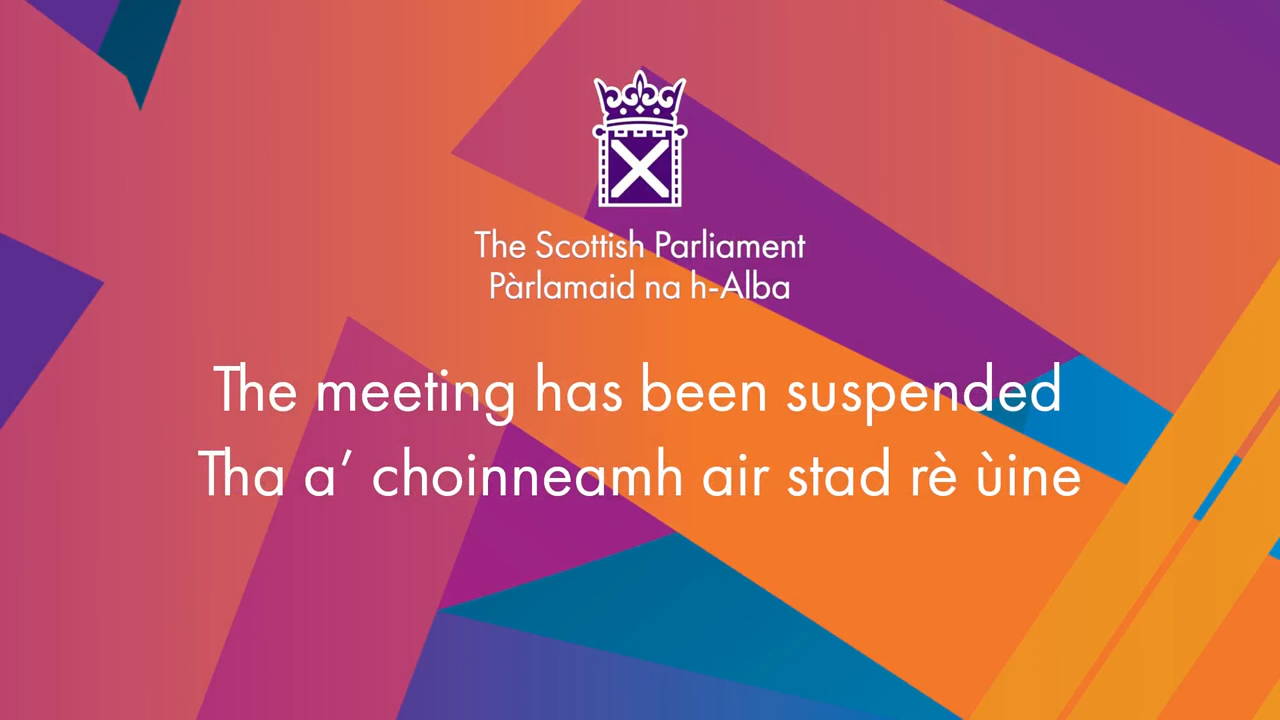 The Scottish Parliament
Pàrlamaid na h-Alba
The meeting has been suspended
Tha a’ choinneamh air stad rè ùine